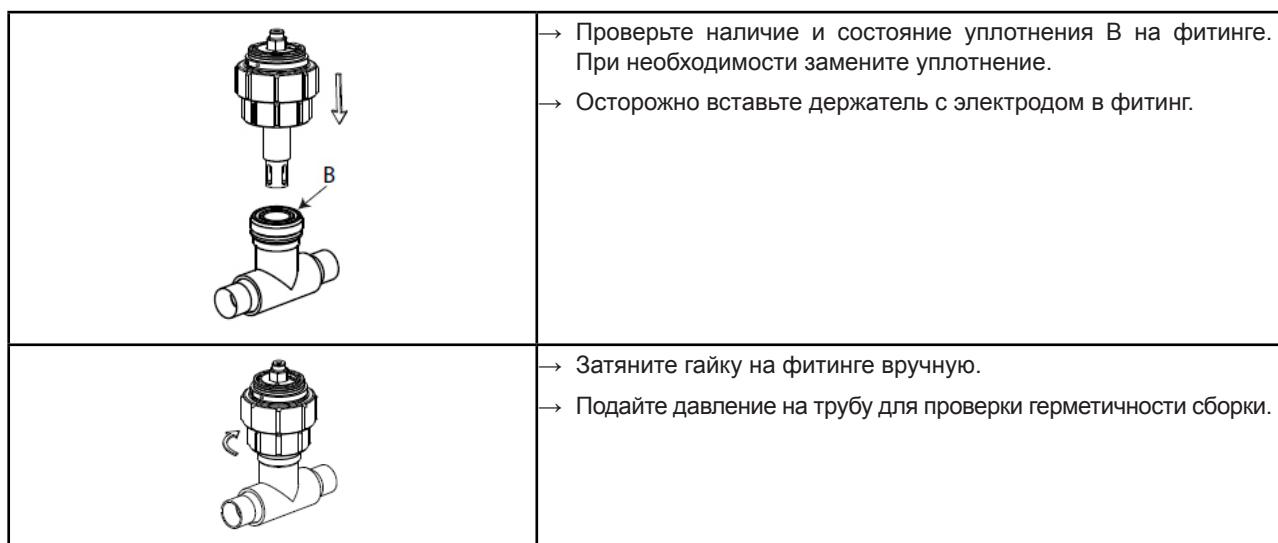 → Проверьте наличие и состояние уплотнения В на фитинге.
При необходимости замените уплотнение.
→ Осторожно вставьте держатель с электродом в фитинг.
B
→ Затяните гайку на фитинге вручную.
→ Подайте давление на трубу для проверки герметичности сборки.